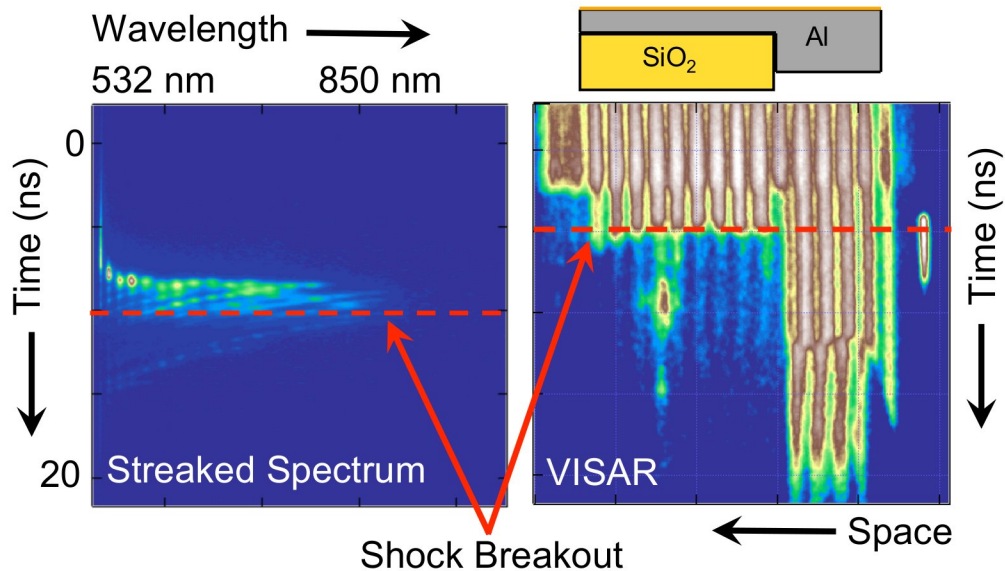 Wavelength
532 nm
850 nm
SiO₂
Al
0
Time (ns)
20
Streaked Spectrum
VISAR
Time (ns)
Space
Shock Breakout